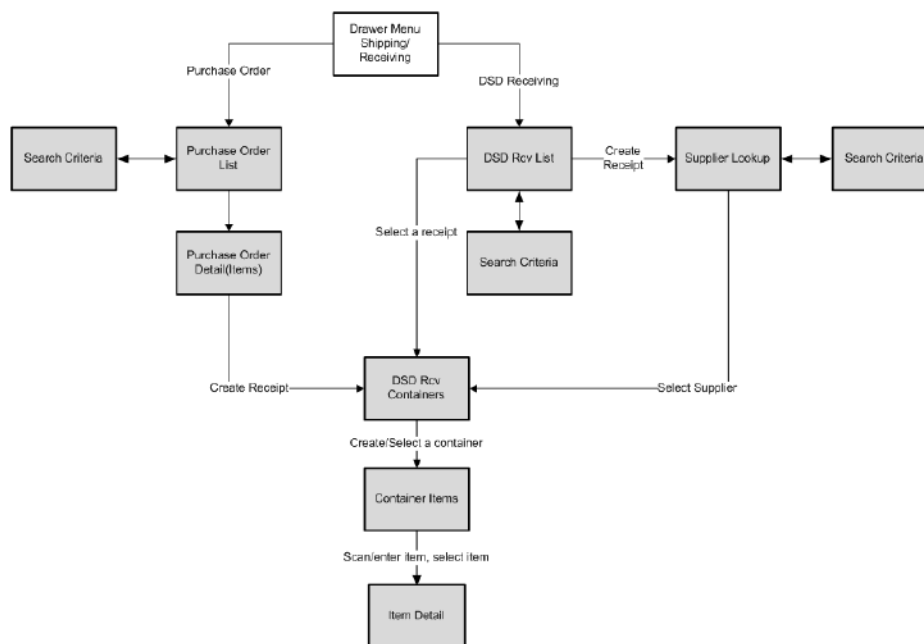 Drawer Menu
Shipping/
Receiving
Purchase Order
DSD Receiving
Search Criteria
Purchase Order
List
DSD Rcv List
Create
Receipt
Supplier Lookup
Search Criteria
Select a receipt
Purchase Order
Detail(Items)
Search Criteria
Create Receipt
DSD Rcv
Containers
Select Supplier
Create/Select a container
Container Items
Scan/enter item, select item
Item Detail